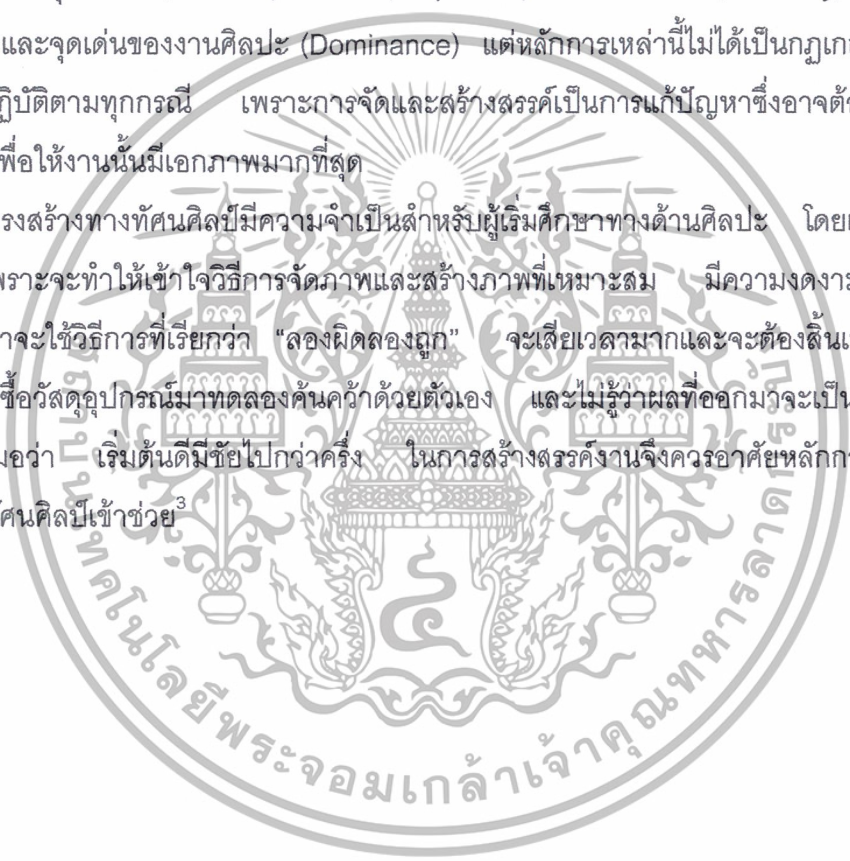 และจุดเด่นของงานศิลปะ (Dominance) แต่หลักการเหล่านี้ไม่ได้เป็นกฎเก
ฏิบัติตามทุกกรณี เพราะการจัดและสร้างสรรค์เป็นการแก้ปัญหาซึ่งอาจต้
พื่อให้งานนั้นมีเอกภาพมากที่สุด
รงสร้างทางทัศนศิลป์มีความจำเป็นสำหรับผู้เริ่มศึกษาทางด้านศิลปะ โดย
พราะจะทำให้เข้าใจวิธีการจัดภาพและสร้างภาพที่เหมาะสม มีความงดงา
าจะใช้วิธีการที่เรียกว่า “ลองผิดลองถูก” จะเสียเวลามากและจะต้องสิ้น
ซื้อวัสดุอุปกรณ์มาทดลองค้นคว้าด้วยตัวเอง และไม่รู้ว่าผลที่ออกมาจะเป็น
มอว่า เริ่มต้นดีมีชัยไปกว่าครึ่ง ในการสร้างสรรค์งานจึงควรอาศัยหลักกา
ัศนศิลป์เข้าช่วย³
สถาบันเทคโนโลยีพระจอมเกล้าเจ้าคุณทหารลาดกระบัง